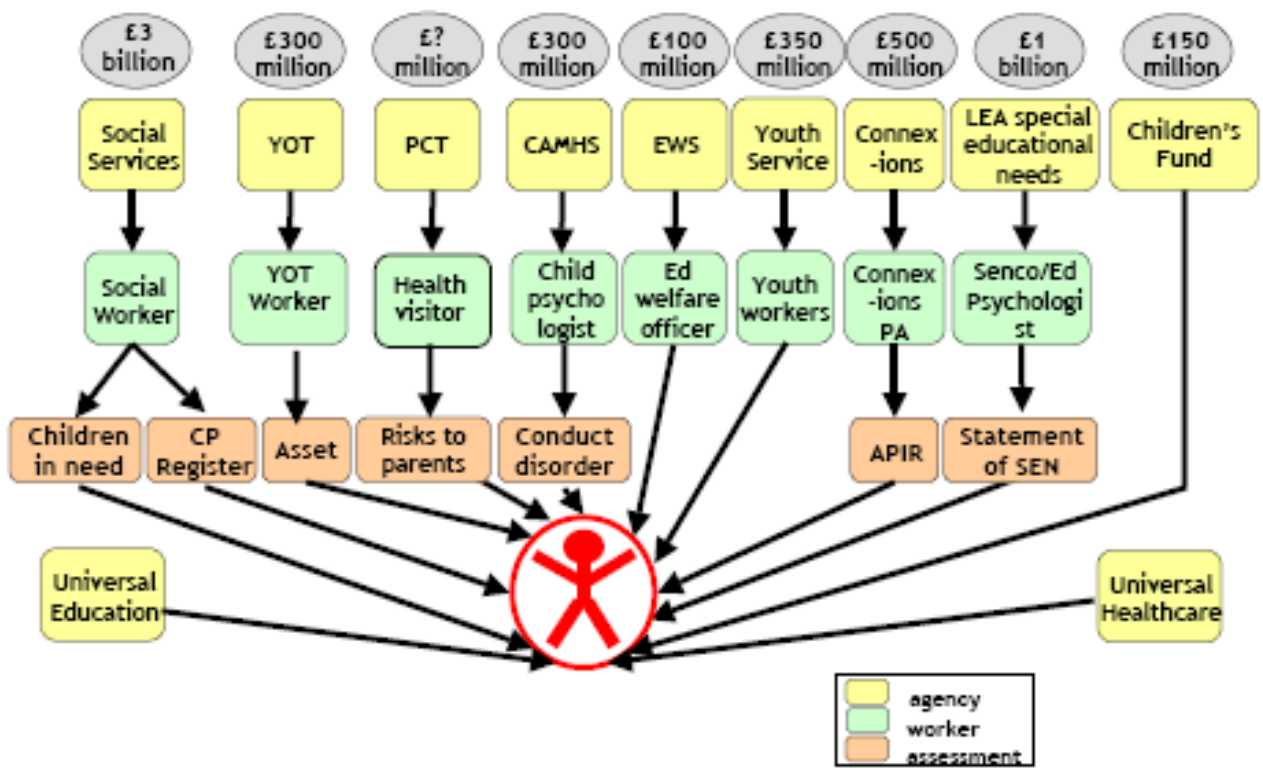 £3
billion
£300
million
£?
million
£300
million
£100
million
£350
million
£500
million
£1
billion
£150
million
Social
Services
YOT
PCT
CAMHS
EWS
Youth
Service
Connex
-ions
LEA special
educational
needs
Children's
Fund
Social
Worker
YOT
Worker
Health
visitor
Child
psycho
logist
Ed
welfare
officer
Youth
workers
Connex
-ions
PA
Senco/Ed
Psychologi
st
Children
in need
CP
Register
Asset
Risks to
parents
Conduct
disorder
APIR
Statement
of SEN
Universal
Education
Universal
Healthcare
agency
worker
assessment